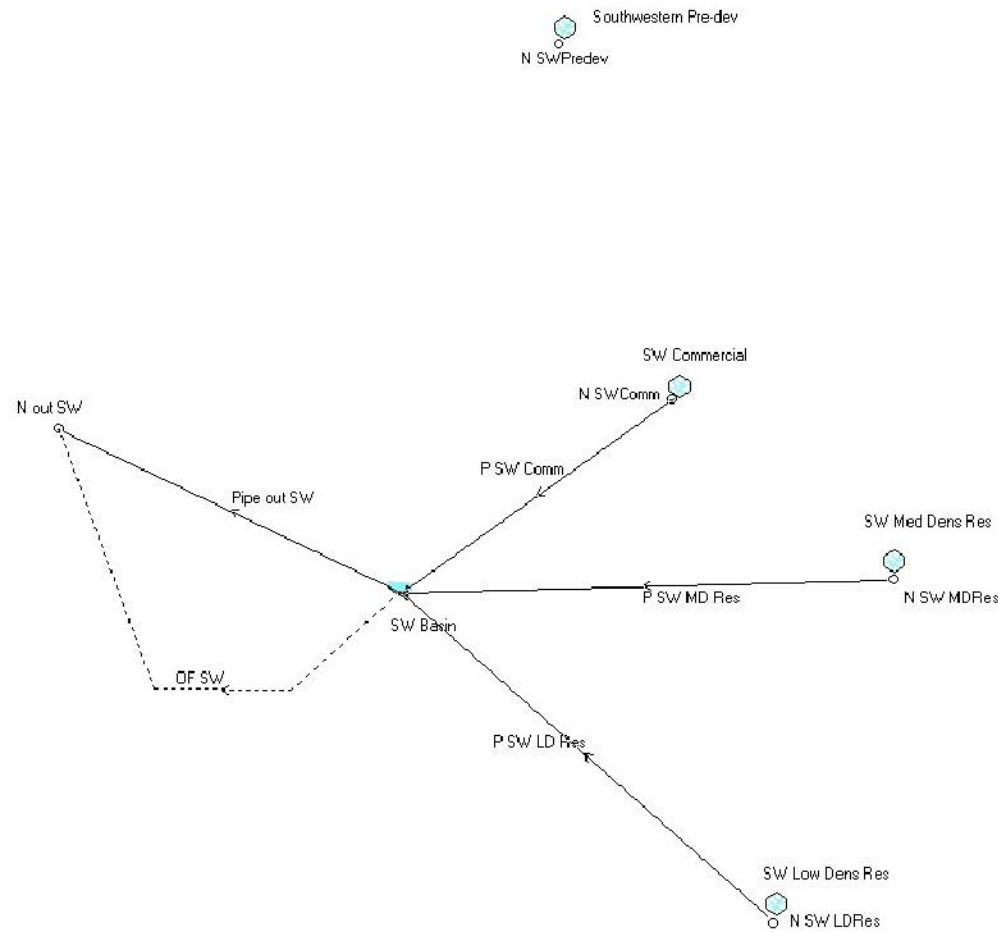 Southwestern Pre-dev
N SWPredev
SW Commercial
N SWComm
N out SW
P SW Comm
Pipe out SW
SW Med Dens Res
P SW MD Res
N SW MDRes
SW Basin
OF SW
P SW LD Res
SW Low Dens Res
N SW LDRes